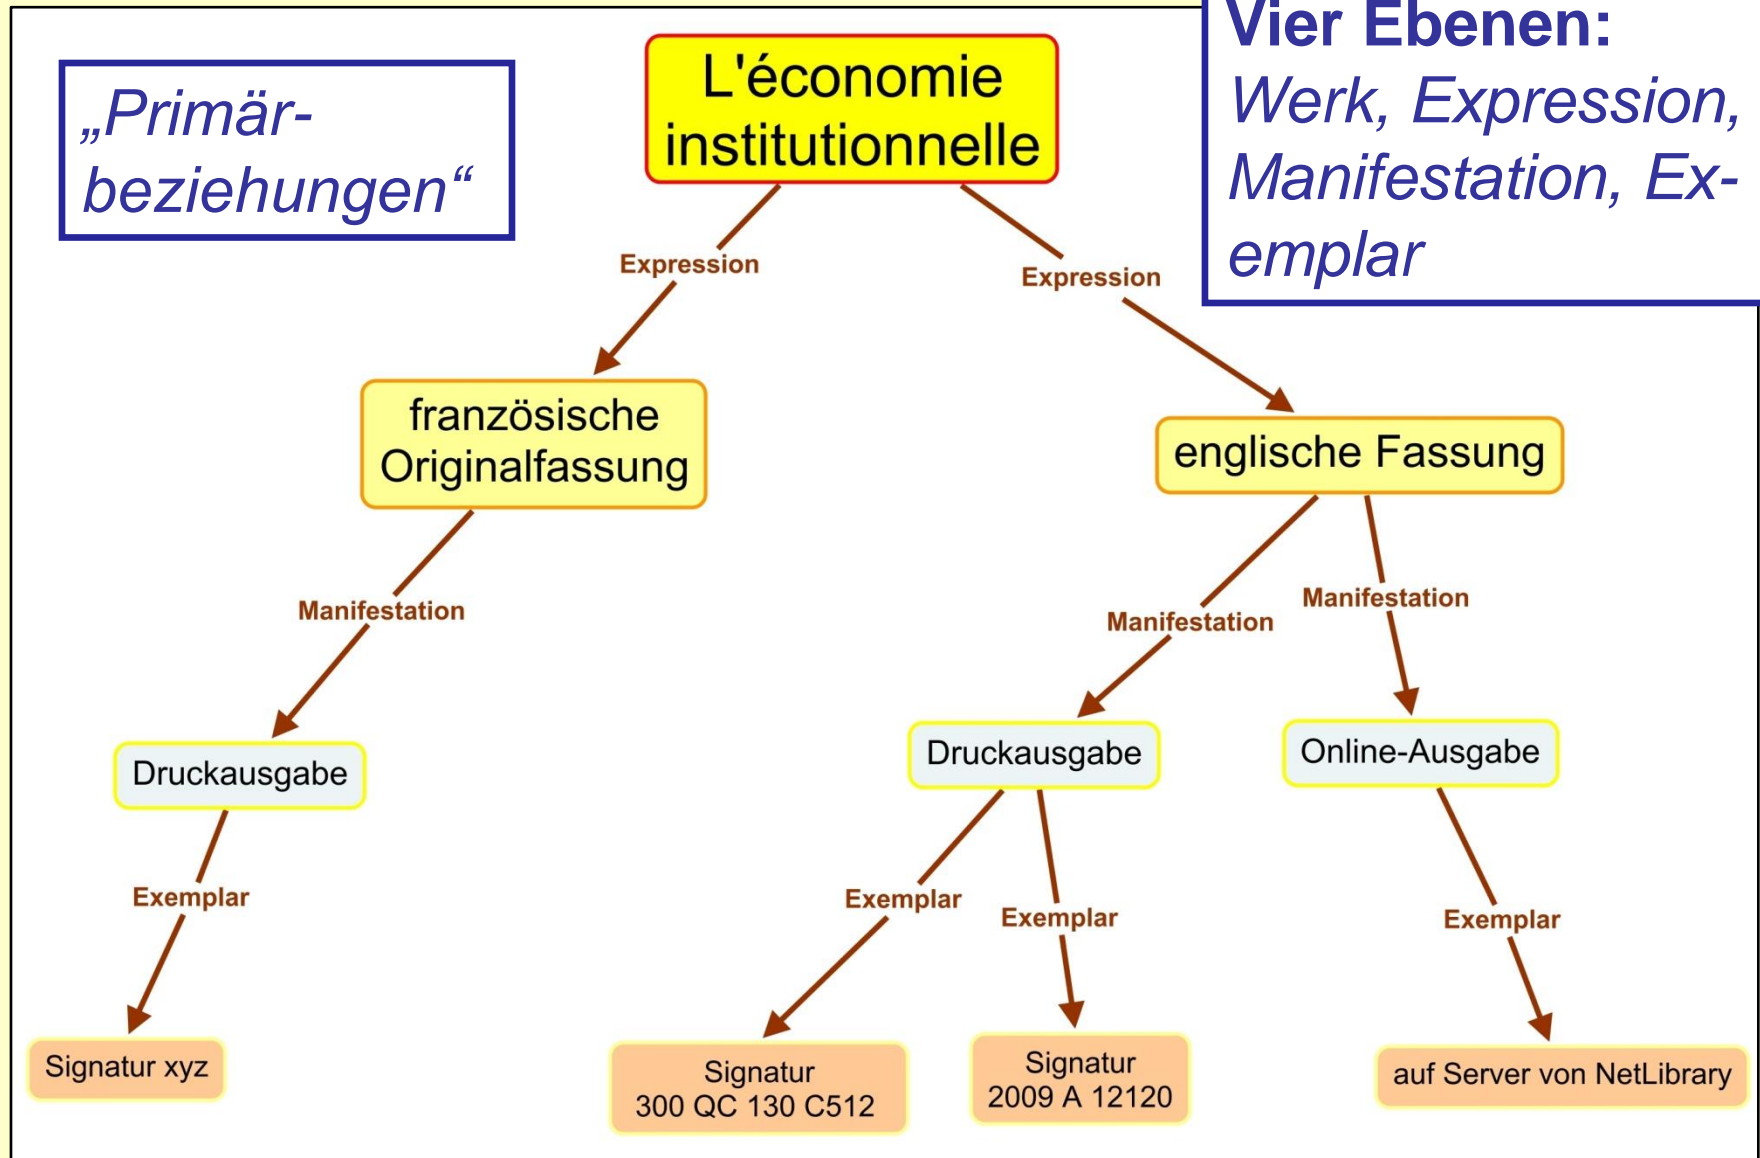 „Primär-
beziehungen“
L'économie
institutionnelle
Vier Ebenen:
Werk, Expression,
Manifestation, Ex-
emplar
Expression
Expression
französische
Originalfassung
englische Fassung
Manifestation
Manifestation
Manifestation
Druckausgabe
Druckausgabe
Online-Ausgabe
Exemplar
Exemplar
Exemplar
Exemplar
Signatur xyz
Signatur
300 QC 130 C512
Signatur
2009 A 12120
auf Server von NetLibrary